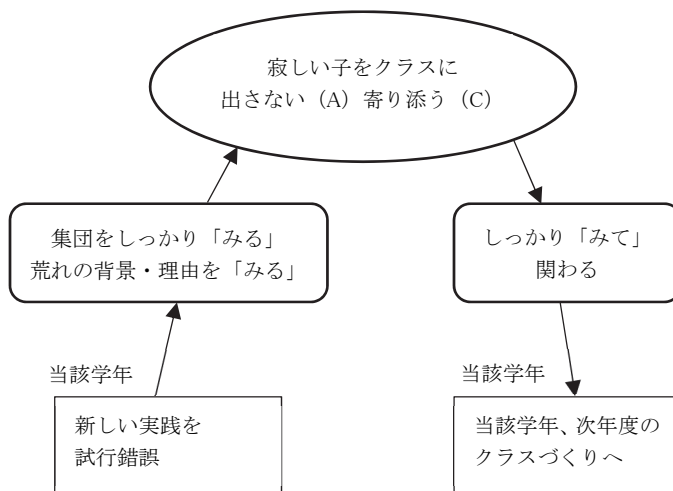 寂しい子をクラスに
出さない（A）寄り添う（C）
集団をしっかり「みる」
荒れの背景・理由を「みる」
しっかり「みて」
関わる
当該学年
新しい実践を
試行錯誤
当該学年
当該学年、次年度の
クラスづくりへ